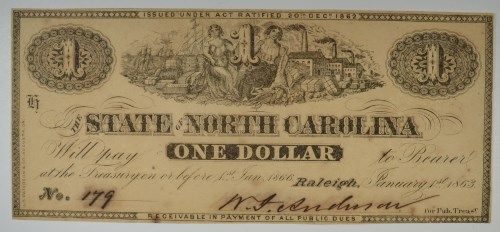 ISSUED UNDER ACT RATIFIED 20TH DECR 1862
1 1 1
H
THE STATE OF NORTH CAROLINA
Will pay ONE DOLLAR to Bearer
at the Treasury on or before 1st Jan 1866 Raleigh, January 1st 1863.
No. 179 W. J. Anderson for Pub. Treasr
RECEIVABLE IN PAYMENT OF ALL PUBLIC DUES